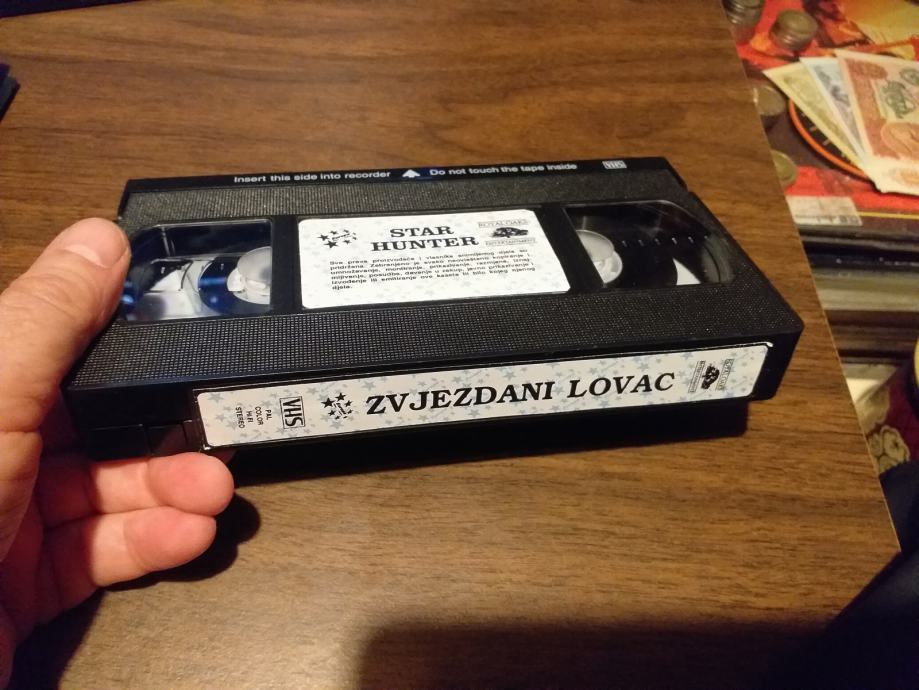 Insert this side into recorder Do not touch the tape inside VHS
STAR
HUNTER
ROYAL OAKS
ENTERTAINMENT
Sva prava proizvođača i vlasnika snimljenog djela su
pridržana. Zabranjeno je svako neovlašteno kopiranje i
umnožavanje, montiranje, prikazivanje, razmjena, iznaj
mljivanje, posudba, davanje u zakup, javno prikazivanje i
izvođenje ili emitiranje ove kasete ili bilo kojeg njenog
djela.
PAL
COLOR
HI-FI
STEREO
VHS
ZVJEZDANI LOVAC
ROYAL OAKS
ENTERTAINMENT